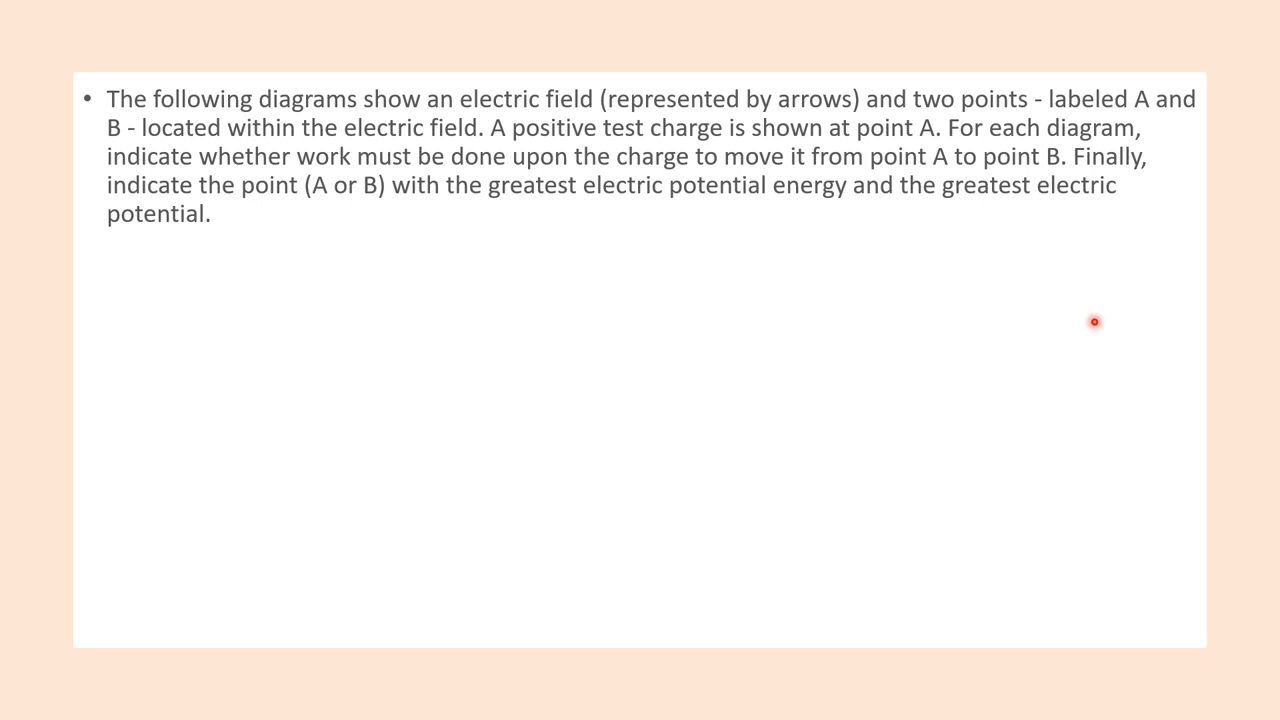 • The following diagrams show an electric field (represented by arrows) and two points - labeled A and
B - located within the electric field. A positive test charge is shown at point A. For each diagram,
indicate whether work must be done upon the charge to move it from point A to point B. Finally,
indicate the point (A or B) with the greatest electric potential energy and the greatest electric
potential.